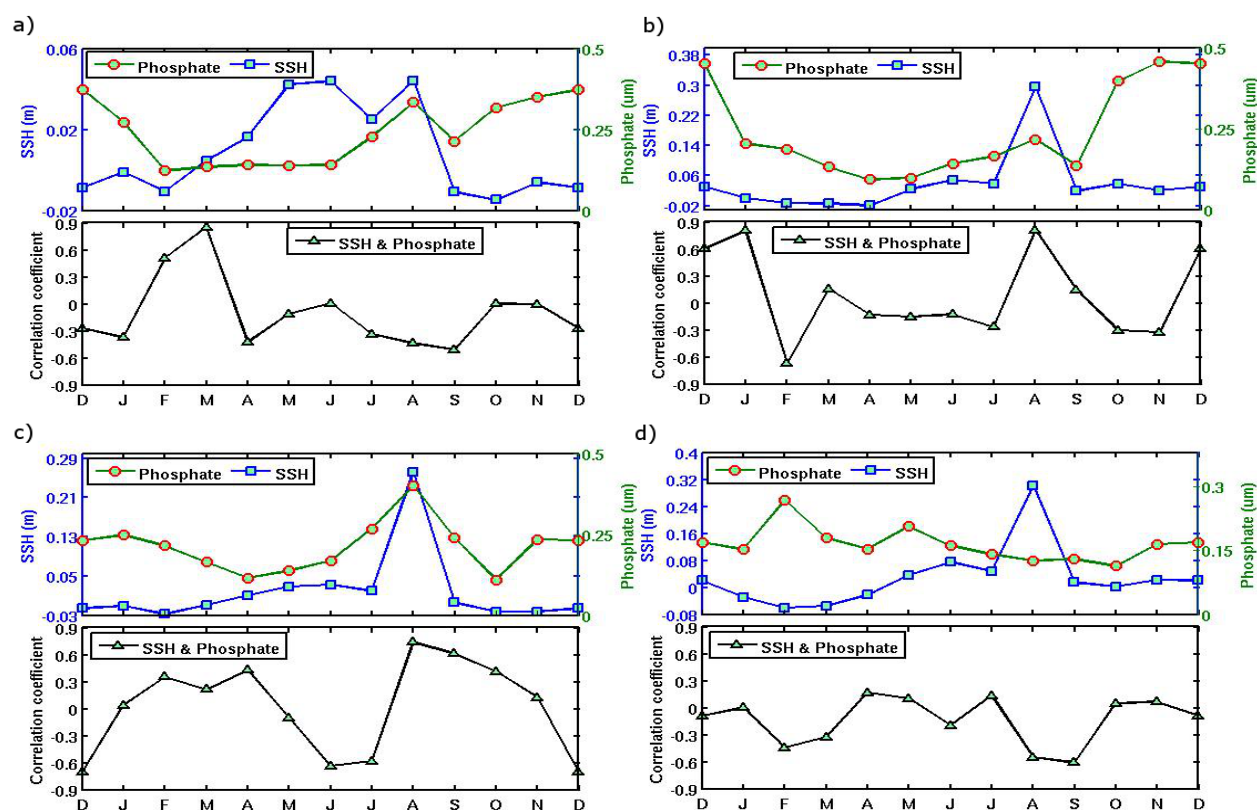 a)
0.06
0.02
-0.02
SSH (m)
Phosphate SSH
0.5
0.25
0
Phosphate (um)
0.9
0.6
0.3
0
-0.3
-0.6
-0.9
Correlation coefficient
SSH & Phosphate
D J F M A M J J A S O N D
b)
0.38
0.3
0.22
0.14
0.06
-0.02
SSH (m)
Phosphate SSH
0.5
0.25
0
Phosphate (um)
0.9
0.6
0.3
0
-0.3
-0.6
-0.9
Correlation coefficient
SSH & Phosphate
D J F M A M J J A S O N D
c)
0.29
0.21
0.13
0.05
-0.03
SSH (m)
Phosphate SSH
0.5
0.25
0
Phosphate (um)
0.9
0.6
0.3
0
-0.3
-0.6
-0.9
Correlation coefficient
SSH & Phosphate
D J F M A M J J A S O N D
d)
0.4
0.32
0.24
0.16
0.08
0
-0.08
SSH (m)
Phosphate SSH
0.3
0.15
0
Phosphate (um)
0.9
0.6
0.3
0
-0.3
-0.6
-0.9
Correlation coefficient
SSH & Phosphate
D J F M A M J J A S O N D